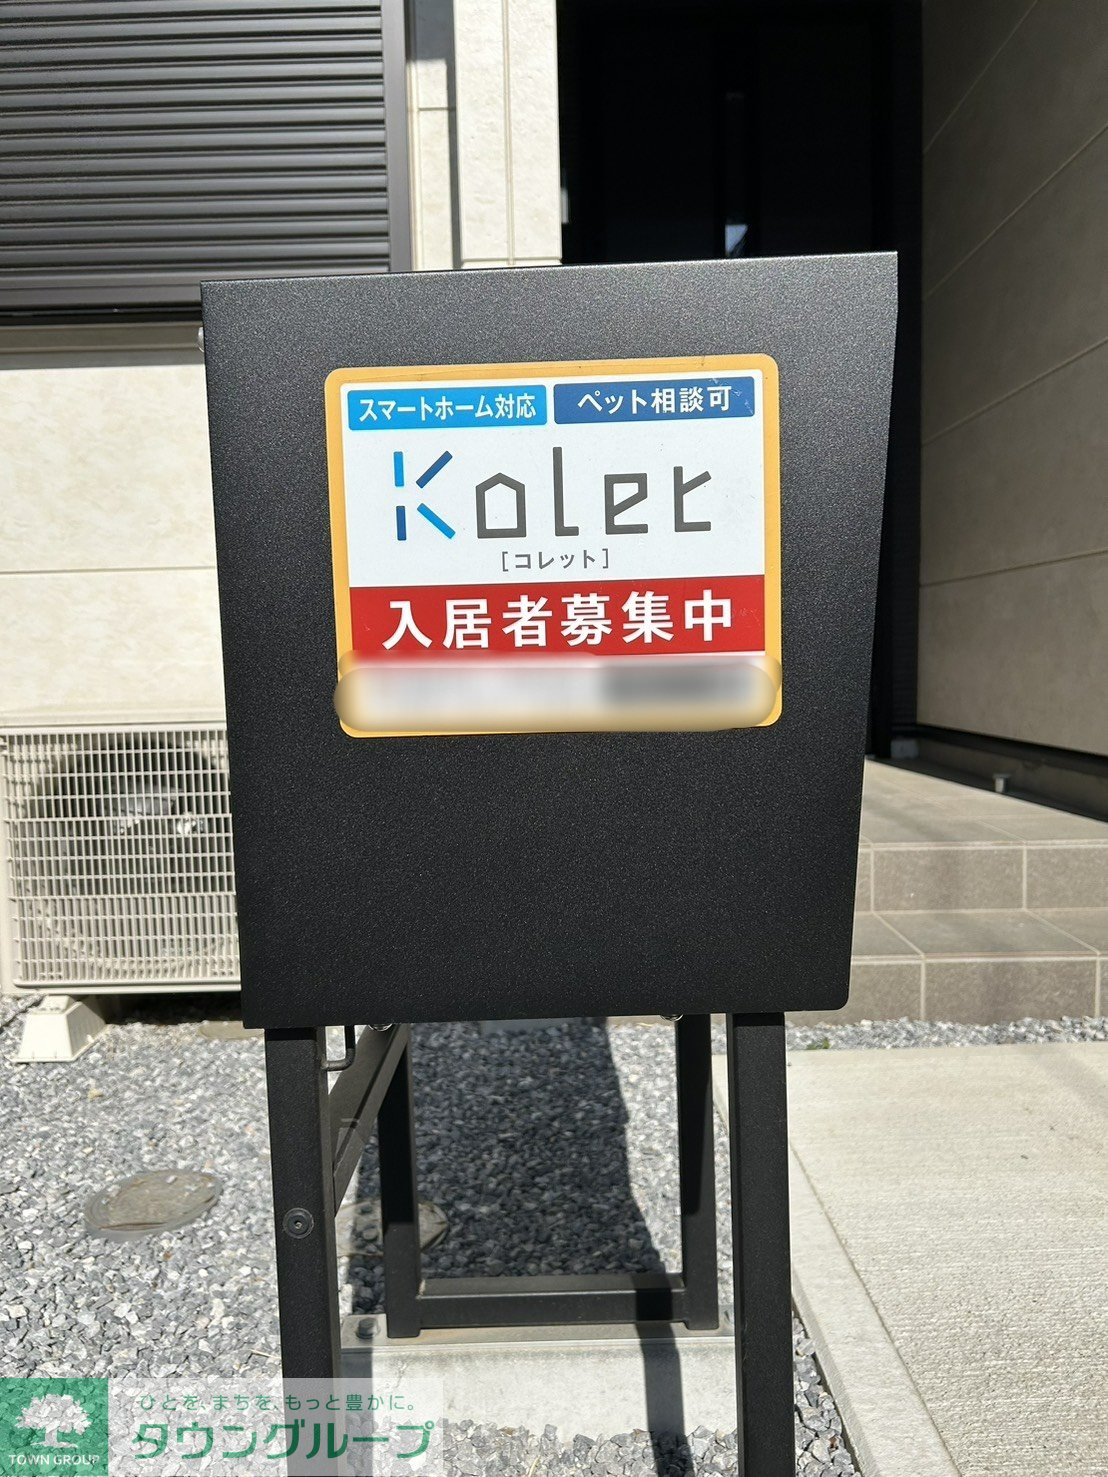 スマートホーム対応 ペット相談可
Kolet
[コレット]
入居者募集中
ひとを、まちを、もっと豊かに。
タウングループ
TOWN GROUP